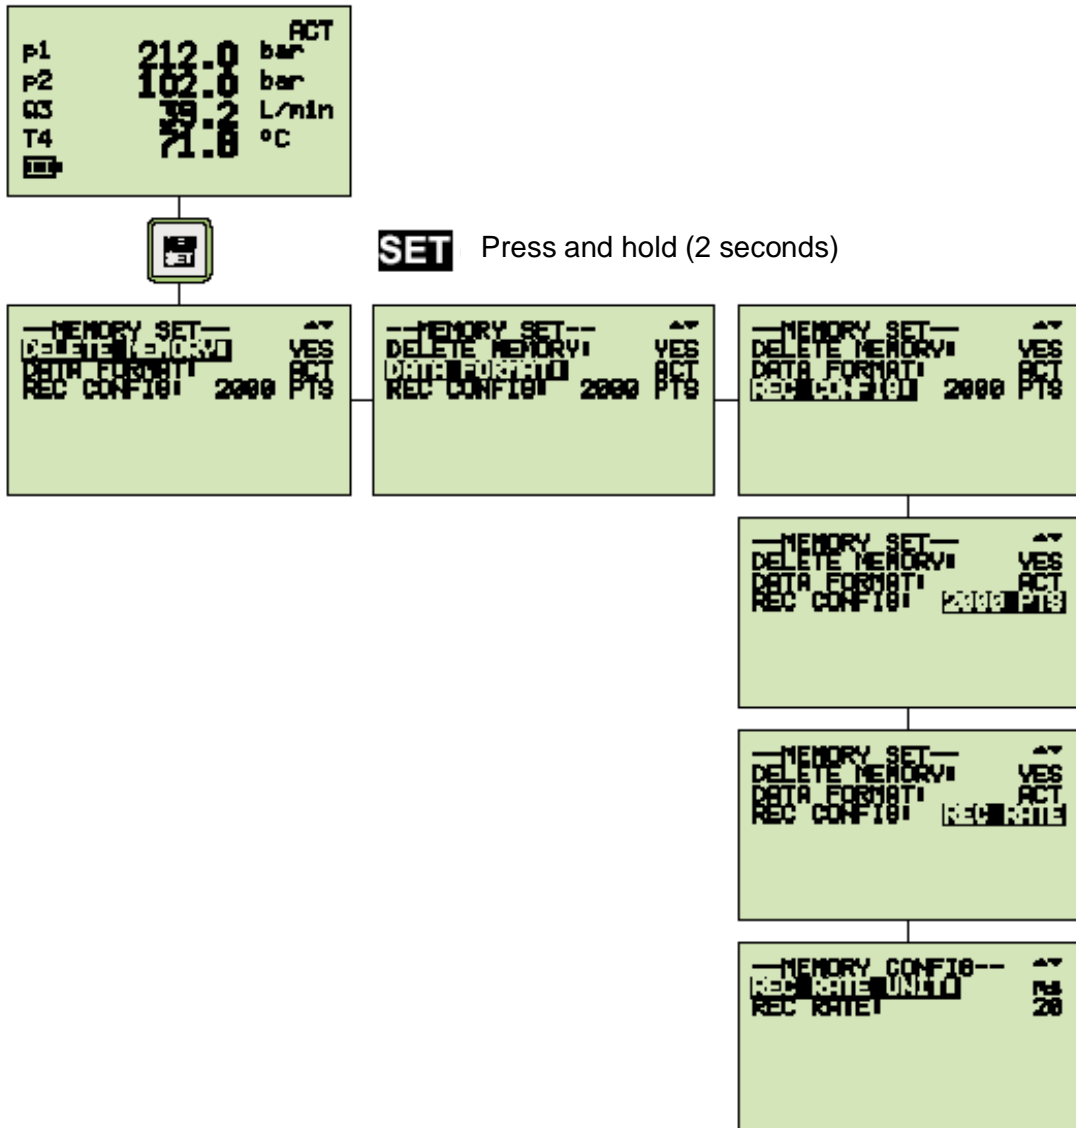 ACT
p1 212.0 bar
p2 102.0 bar
Q3 39.2 L/min
T4 71.8 °C
MEM
SET
SET Press and hold (2 seconds)
--MEMORY SET--
DELETE MEMORY: YES
DATA FORMAT: ACT
REC CONFIG: 2000 PTS
--MEMORY SET--
DELETE MEMORY: YES
DATA FORMAT: ACT
REC CONFIG: 2000 PTS
--MEMORY SET--
DELETE MEMORY: YES
DATA FORMAT: ACT
REC CONFIG: 2000 PTS
--MEMORY SET--
DELETE MEMORY: YES
DATA FORMAT: ACT
REC CONFIG: 2000 PTS
--MEMORY SET--
DELETE MEMORY: YES
DATA FORMAT: ACT
REC CONFIG: REC RATE
--MEMORY CONFIG--
REC RATE UNIT: ms
REC RATE: 20